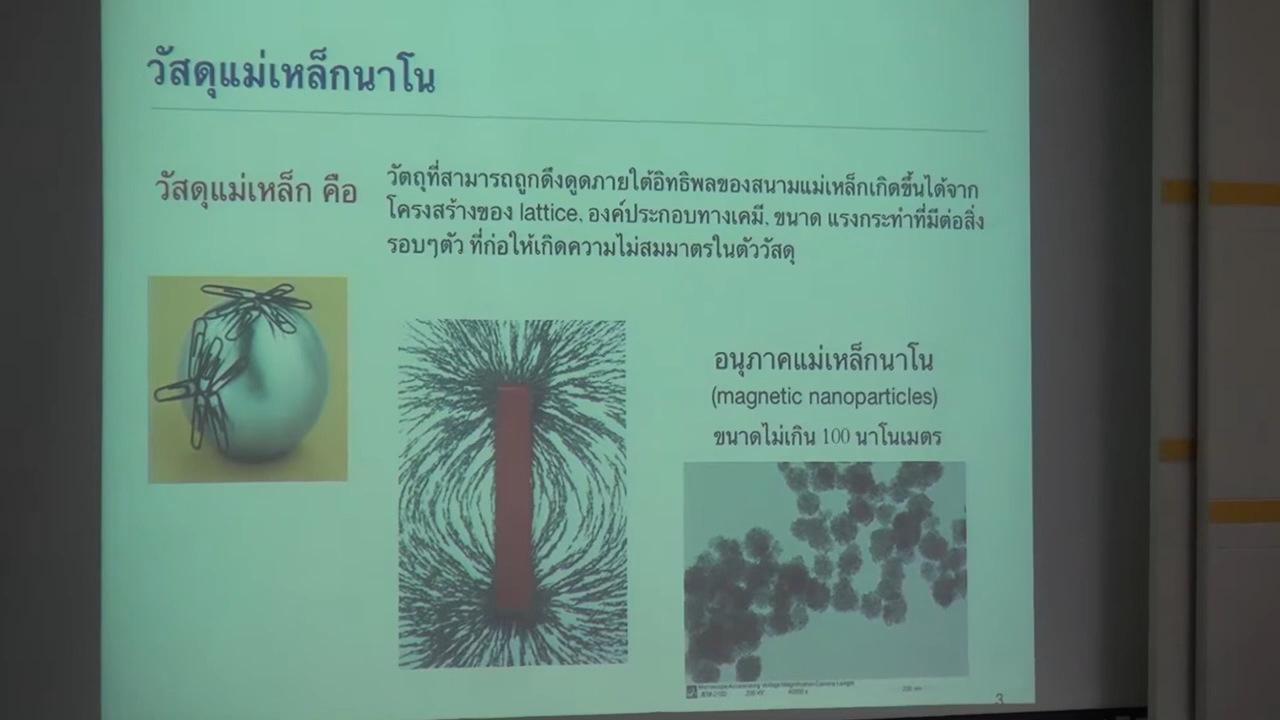 วัสดุแม่เหล็กนาโน
วัสดุแม่เหล็ก คือ
วัตถุที่สามารถถูกดึงดูดภายใต้อิทธิพลของสนามแม่เหล็กเกิดขึ้นได้จาก
โครงสร้างของ lattice, องค์ประกอบทางเคมี, ขนาด แรงกระทำที่มีต่อสิ่ง
รอบๆตัว ที่ก่อให้เกิดความไม่สมมาตรในตัววัสดุ
อนุภาคแม่เหล็กนาโน
(magnetic nanoparticles)
ขนาดไม่เกิน 100 นาโนเมตร
3